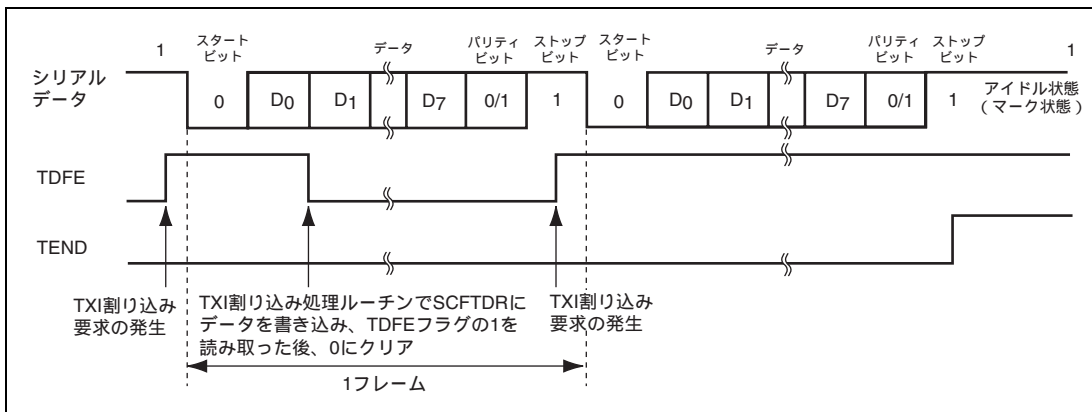 1 スタート ビット データ パリティ ビット ストップ ビット スタート ビット データ パリティ ビット ストップ ビット 1
シリアル データ 0 D0 D1 D7 0/1 1 0 D0 D1 D7 0/1 1 アイドル状態 (マーク状態)
TDFE
TEND
TXI割り込み
要求の発生
TXI割り込み処理ルーチンでSCFTDRに
データを書き込み、TDFEフラグの1を
読み取った後、0にクリア
TXI割り込み
要求の発生
1フレーム